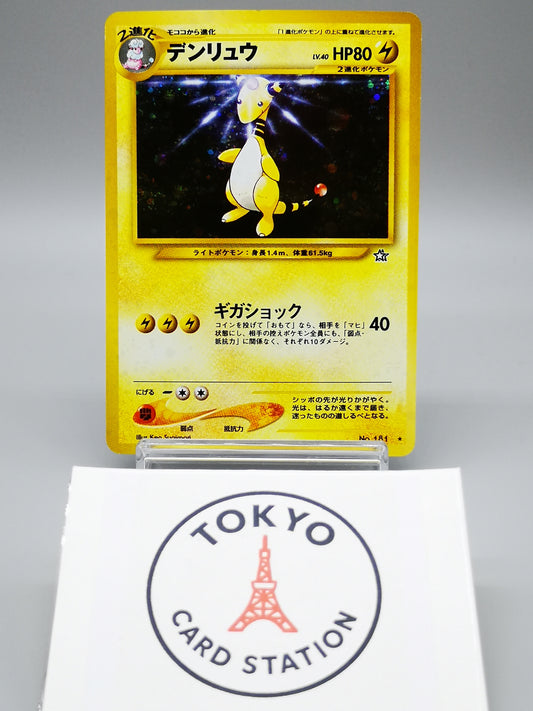 2進化
モココから進化
「1進化ポケモン」の上に重ねて進化させます。
デンリュウ
LV.40 HP80
2進化ポケモン
ライトポケモン：身長1.4m、体重61.5kg
ギガショック 40
コインを投げて「おもて」なら、相手を「マヒ」
状態にし、相手の控えポケモン全員にも、「弱点・
抵抗力」に関係なく、それぞれ10ダメージ。
にげる
弱点 抵抗力
シッポの先が光りかがやく。
光は、はるか遠くまで届き、
迷ったものの道しるべとなる。
Illus. Ken Sugimori
No.181
TOKYO
CARD STATION